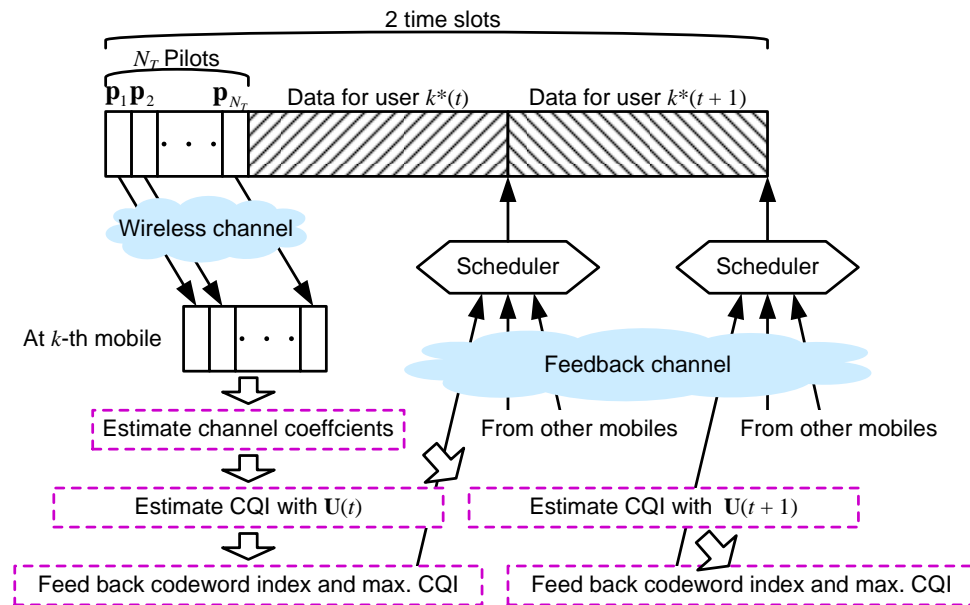 2 time slots
N_T Pilots
p_1 p_2 p_{N_T}
Data for user k*(t)
Data for user k*(t + 1)
. . .
Wireless channel
Scheduler
Scheduler
At k-th mobile
. . .
Feedback channel
Estimate channel coeffcients
From other mobiles
From other mobiles
Estimate CQI with U(t)
Estimate CQI with U(t + 1)
Feed back codeword index and max. CQI
Feed back codeword index and max. CQI